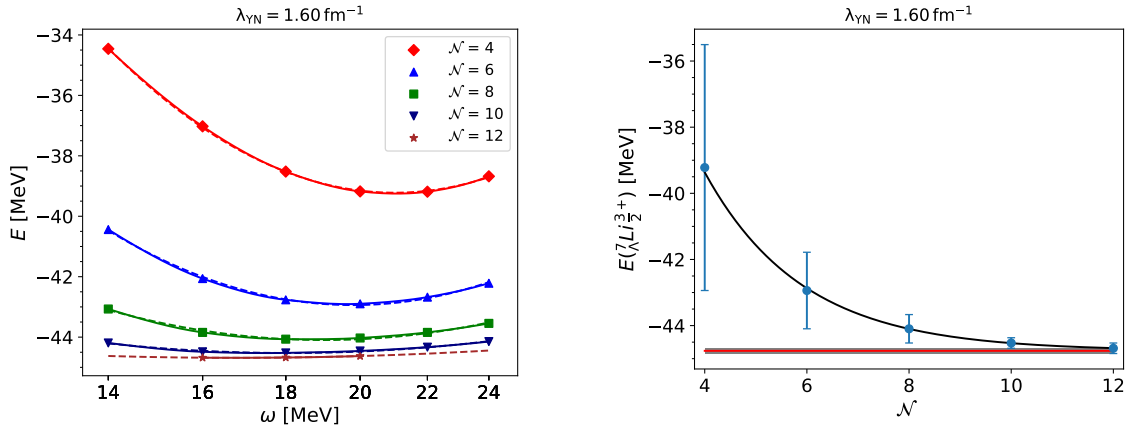 λYN = 1.60 fm⁻¹
E [MeV]
−34
−36
−38
−40
−42
−44
14
16
18
20
22
24
ω [MeV]
𝒩 = 4
𝒩 = 6
𝒩 = 8
𝒩 = 10
𝒩 = 12
λYN = 1.60 fm⁻¹
E(⁷ΛLi 3/2⁺) [MeV]
−36
−38
−40
−42
−44
4
6
8
10
12
𝒩